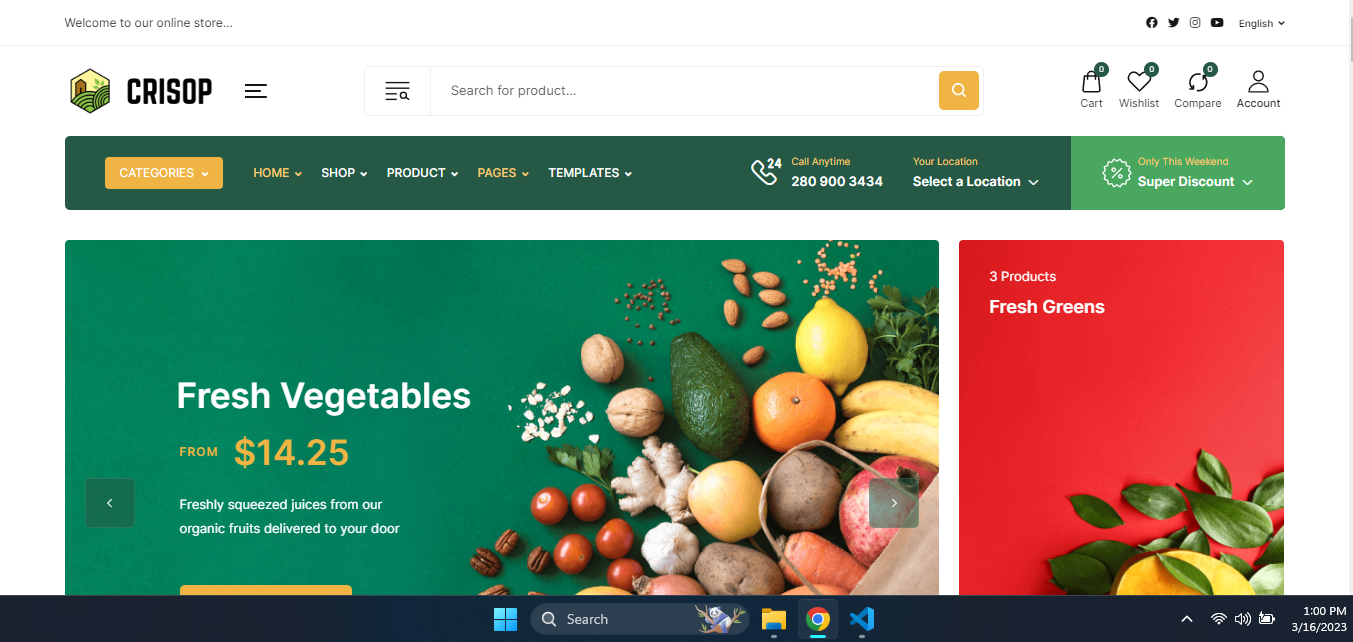 Welcome to our online store...
English
CRISOP
Search for product...
0
0
0
Cart
Wishlist
Compare
Account
CATEGORIES
HOME
SHOP
PRODUCT
PAGES
TEMPLATES
24
Call Anytime
280 900 3434
Your Location
Select a Location
Only This Weekend
Super Discount
Fresh Vegetables
FROM $14.25
Freshly squeezed juices from our
organic fruits delivered to your door
3 Products
Fresh Greens
Search
1:00 PM
3/16/2023